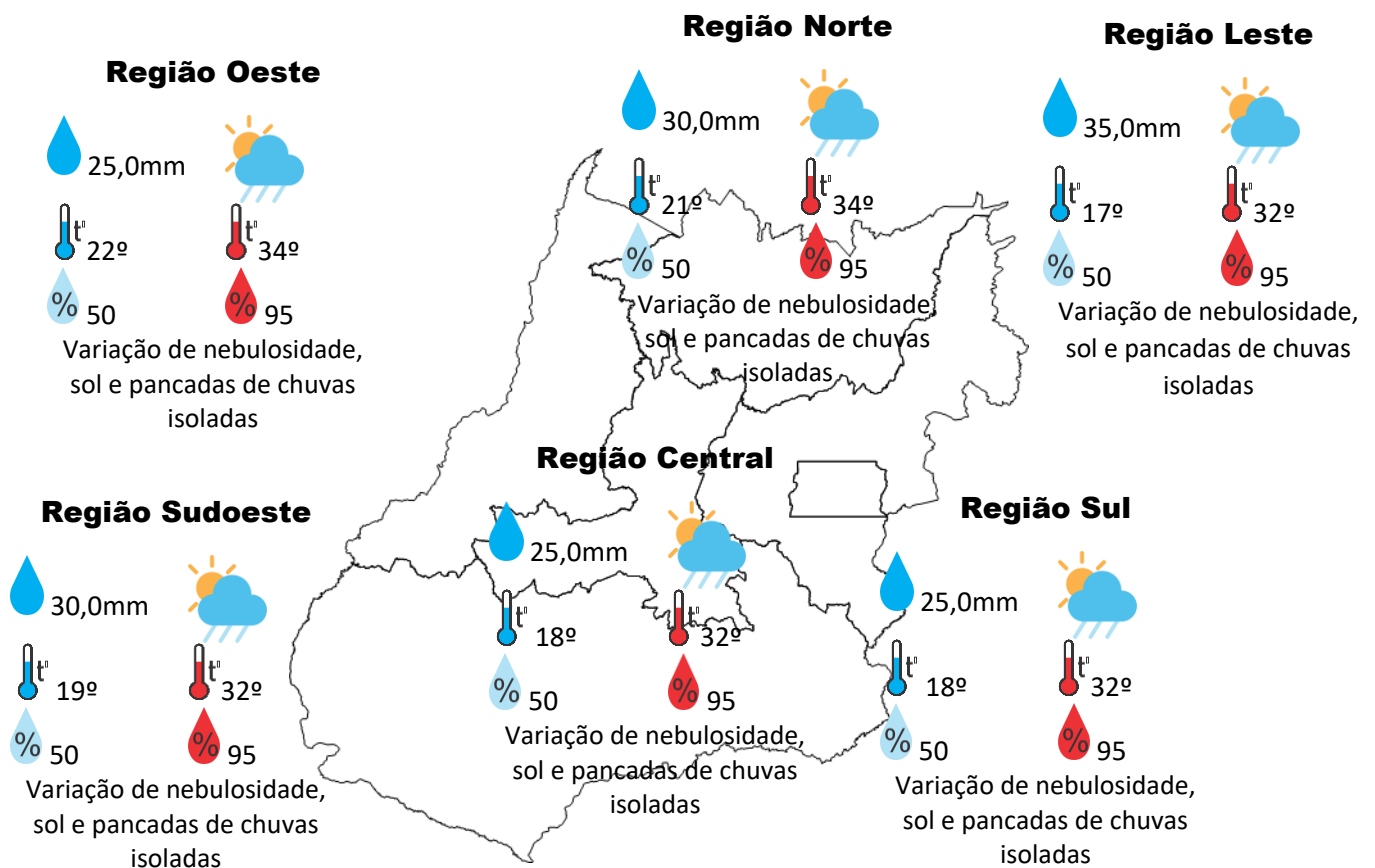 Região Oeste
25,0mm
t°
22º
34º
%
50
%
95
Variação de nebulosidade,
sol e pancadas de chuvas
isoladas
Região Norte
30,0mm
t°
21º
t°
34º
%
50
%
95
Variação de nebulosidade,
sol e pancadas de chuvas
isoladas
Região Leste
35,0mm
t°
17º
t°
32º
%
50
%
95
Variação de nebulosidade,
sol e pancadas de chuvas
isoladas
Região Sudoeste
30,0mm
t°
19º
t°
32º
%
50
%
95
Variação de nebulosidade,
sol e pancadas de chuvas
isoladas
Região Central
25,0mm
t°
18º
t°
32º
%
50
%
95
Variação de nebulosidade,
sol e pancadas de chuvas
isoladas
Região Sul
25,0mm
t°
18º
t°
32º
%
50
%
95
Variação de nebulosidade,
sol e pancadas de chuvas
isoladas